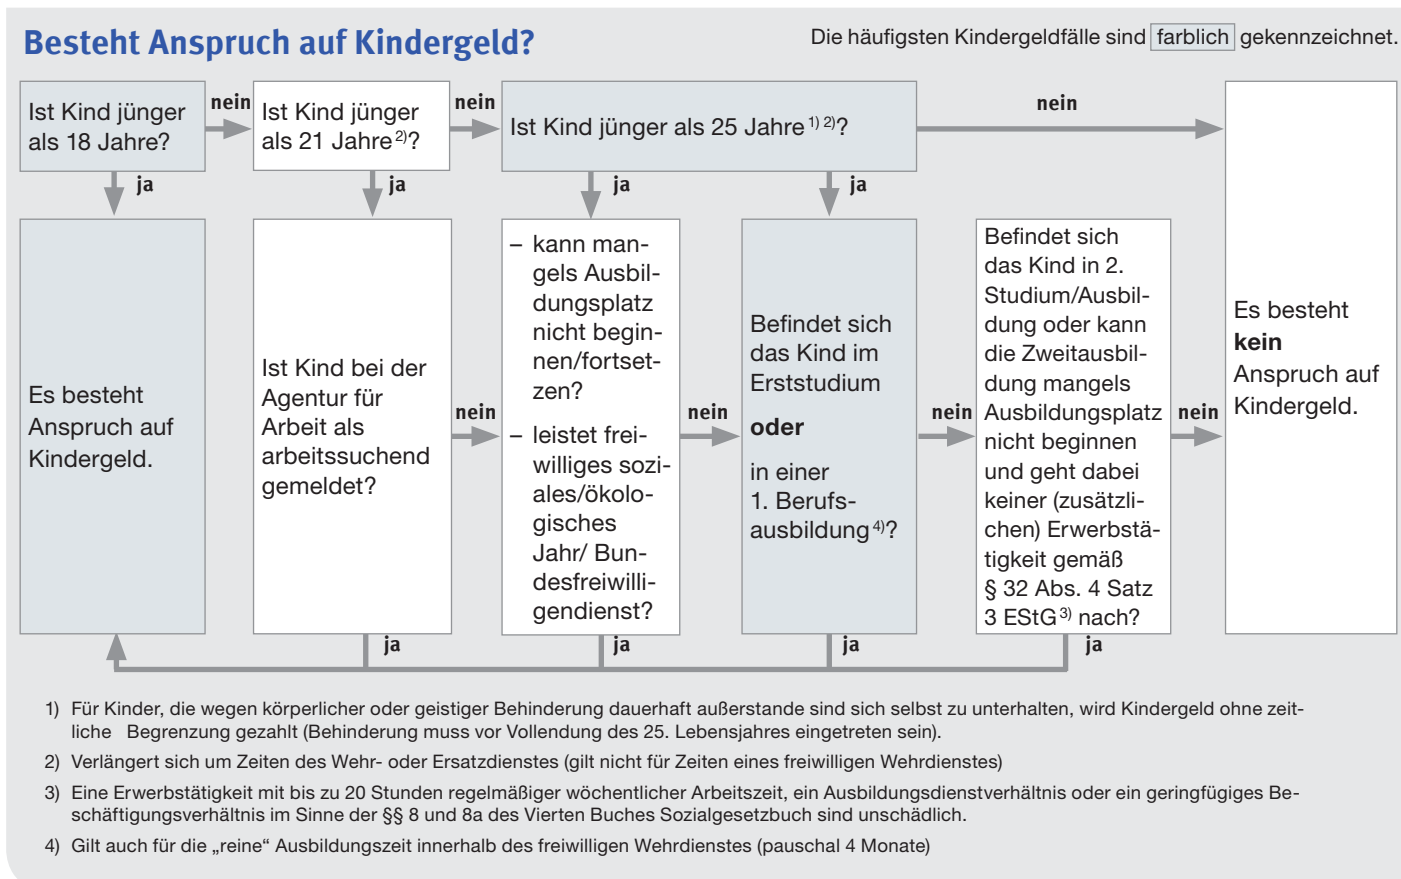 Besteht Anspruch auf Kindergeld?
Die häufigsten Kindergeldfälle sind farblich gekennzeichnet.
Ist Kind jünger
als 18 Jahre?
nein
Ist Kind jünger
als 21 Jahre 2)?
nein
Ist Kind jünger als 25 Jahre 1) 2)?
nein
ja
ja
ja
ja
Es besteht
Anspruch auf
Kindergeld.
Ist Kind bei der
Agentur für
Arbeit als
arbeitssuchend
gemeldet?
nein
– kann man-
gels Ausbil-
dungsplatz
nicht begin-
nen/fortset-
zen?
– leistet frei-
williges sozi-
ales/ökolo-
gisches
Jahr/ Bun-
desfreiwilli-
gendienst?
nein
Befindet sich
das Kind im
Erststudium
oder
in einer
1. Berufs-
ausbildung 4)?
nein
Befindet sich
das Kind in 2.
Studium/Ausbil-
dung oder kann
die Zweitausbil-
dung mangels
Ausbildungsplatz
nicht beginnen
und geht dabei
keiner (zusätzli-
chen) Erwerbstä-
tigkeit gemäß
§ 32 Abs. 4 Satz
3 EStG 3) nach?
nein
Es besteht
kein
Anspruch auf
Kindergeld.
ja
ja
ja
ja
1) Für Kinder, die wegen körperlicher oder geistiger Behinderung dauerhaft außerstande sind sich selbst zu unterhalten, wird Kindergeld ohne zeit-
liche Begrenzung gezahlt (Behinderung muss vor Vollendung des 25. Lebensjahres eingetreten sein).
2) Verlängert sich um Zeiten des Wehr- oder Ersatzdienstes (gilt nicht für Zeiten eines freiwilligen Wehrdienstes)
3) Eine Erwerbstätigkeit mit bis zu 20 Stunden regelmäßiger wöchentlicher Arbeitszeit, ein Ausbildungsdienstverhältnis oder ein geringfügiges Be-
schäftigungsverhältnis im Sinne der §§ 8 und 8a des Vierten Buches Sozialgesetzbuch sind unschädlich.
4) Gilt auch für die „reine“ Ausbildungszeit innerhalb des freiwilligen Wehrdienstes (pauschal 4 Monate)